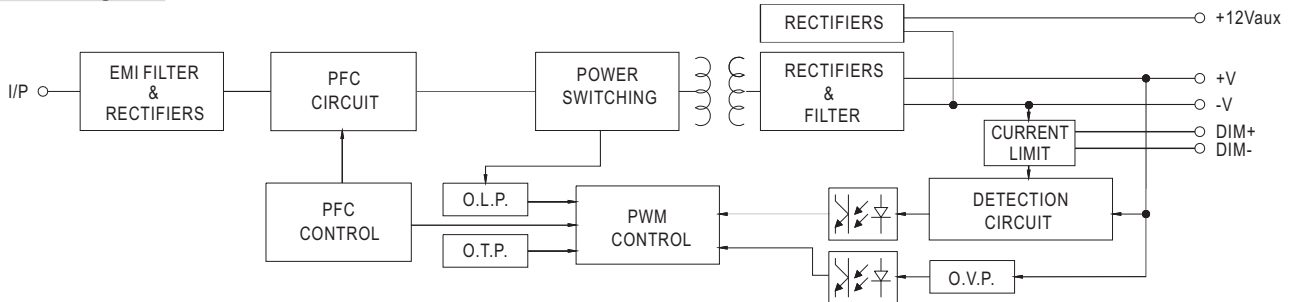 RECTIFIERS
+12Vaux
I/P
EMI FILTER
&
RECTIFIERS
PFC
CIRCUIT
POWER
SWITCHING
RECTIFIERS
&
FILTER
+V
-V
DIM+
DIM-
CURRENT
LIMIT
PFC
CONTROL
O.L.P.
O.T.P.
PWM
CONTROL
DETECTION
CIRCUIT
O.V.P.